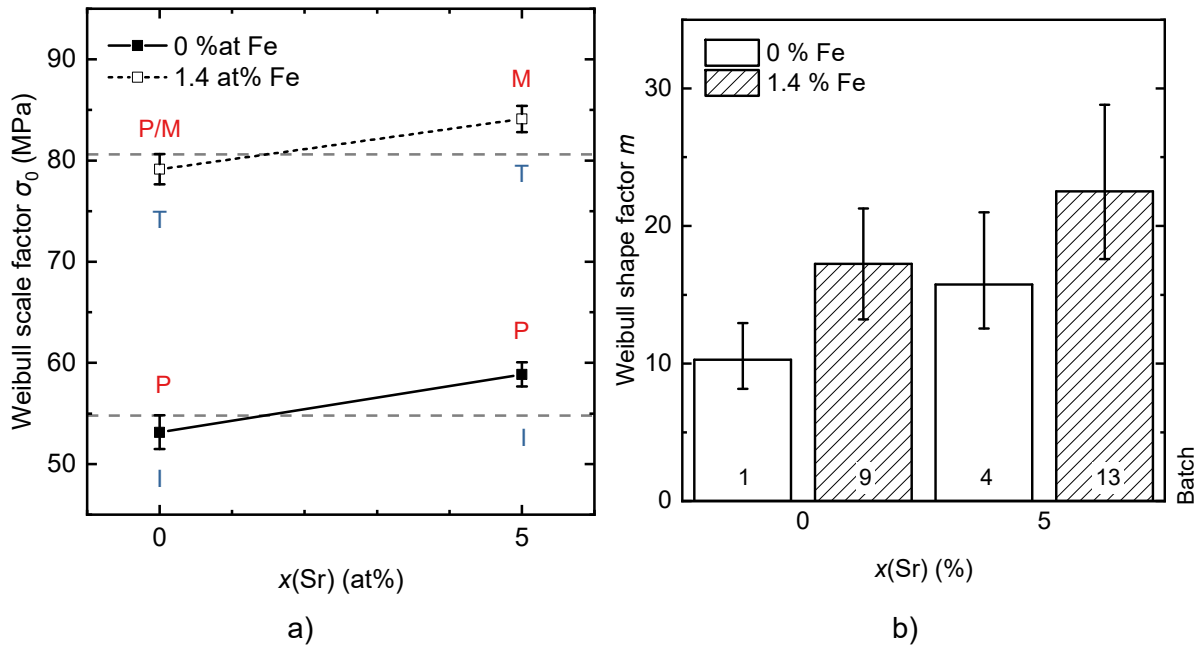 0 %at Fe
1.4 at% Fe
Weibull scale factor σ0 (MPa)
90
80
70
60
50
P/M
M
T
T
P
P
I
I
0
5
x(Sr) (at%)
a)
0 % Fe
1.4 % Fe
Weibull shape factor m
30
20
10
0
1
9
4
13
Batch
0
5
x(Sr) (%)
b)